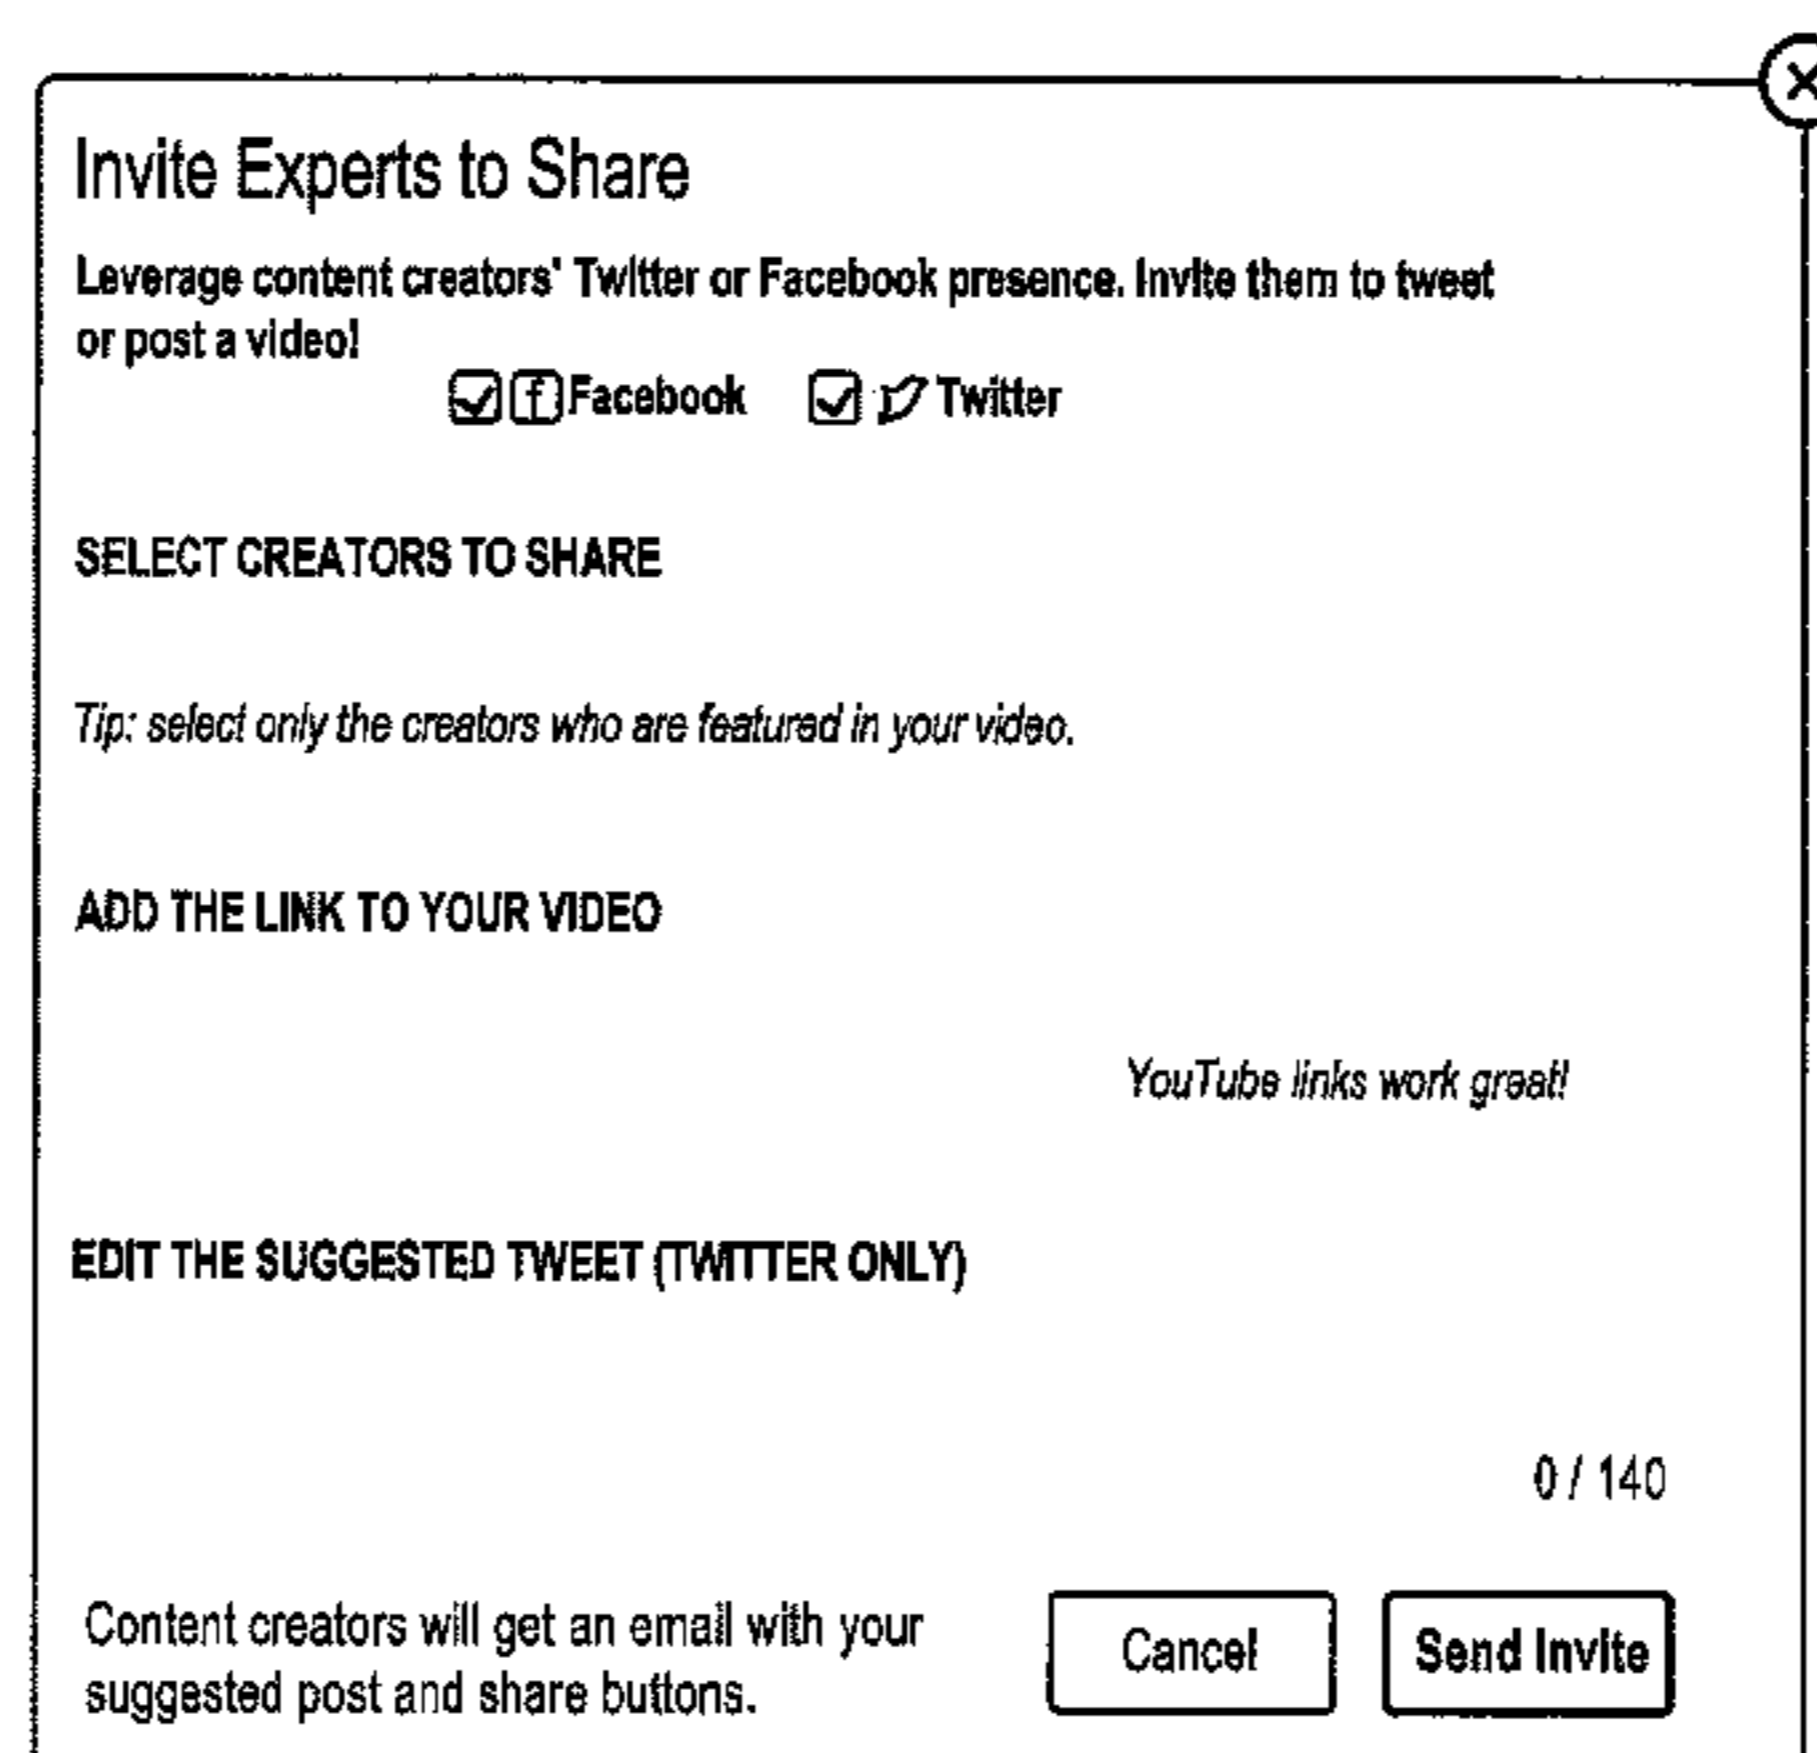 Invite Experts to Share
Leverage content creators' Twitter or Facebook presence. Invite them to tweet
or post a video!
Facebook Twitter
SELECT CREATORS TO SHARE
Tip: select only the creators who are featured in your video.
ADD THE LINK TO YOUR VIDEO
YouTube links work great!
EDIT THE SUGGESTED TWEET (TWITTER ONLY)
0 / 140
Content creators will get an email with your
suggested post and share buttons.
Cancel
Send Invite